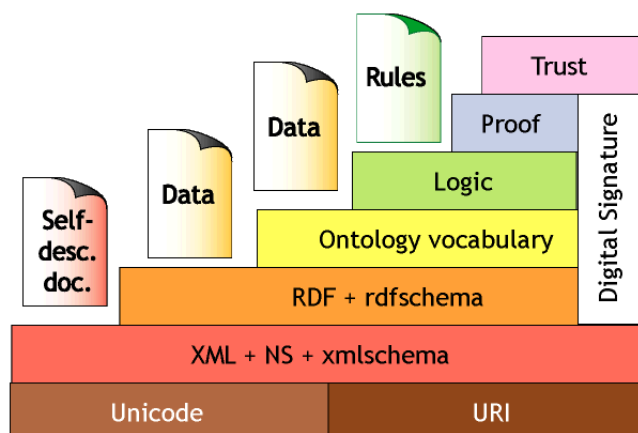 Rules
Trust
Data
Proof
Data
Logic
Self-
desc.
doc.
Ontology vocabulary
Digital Signature
RDF + rdfschema
XML + NS + xmlschema
Unicode
URI